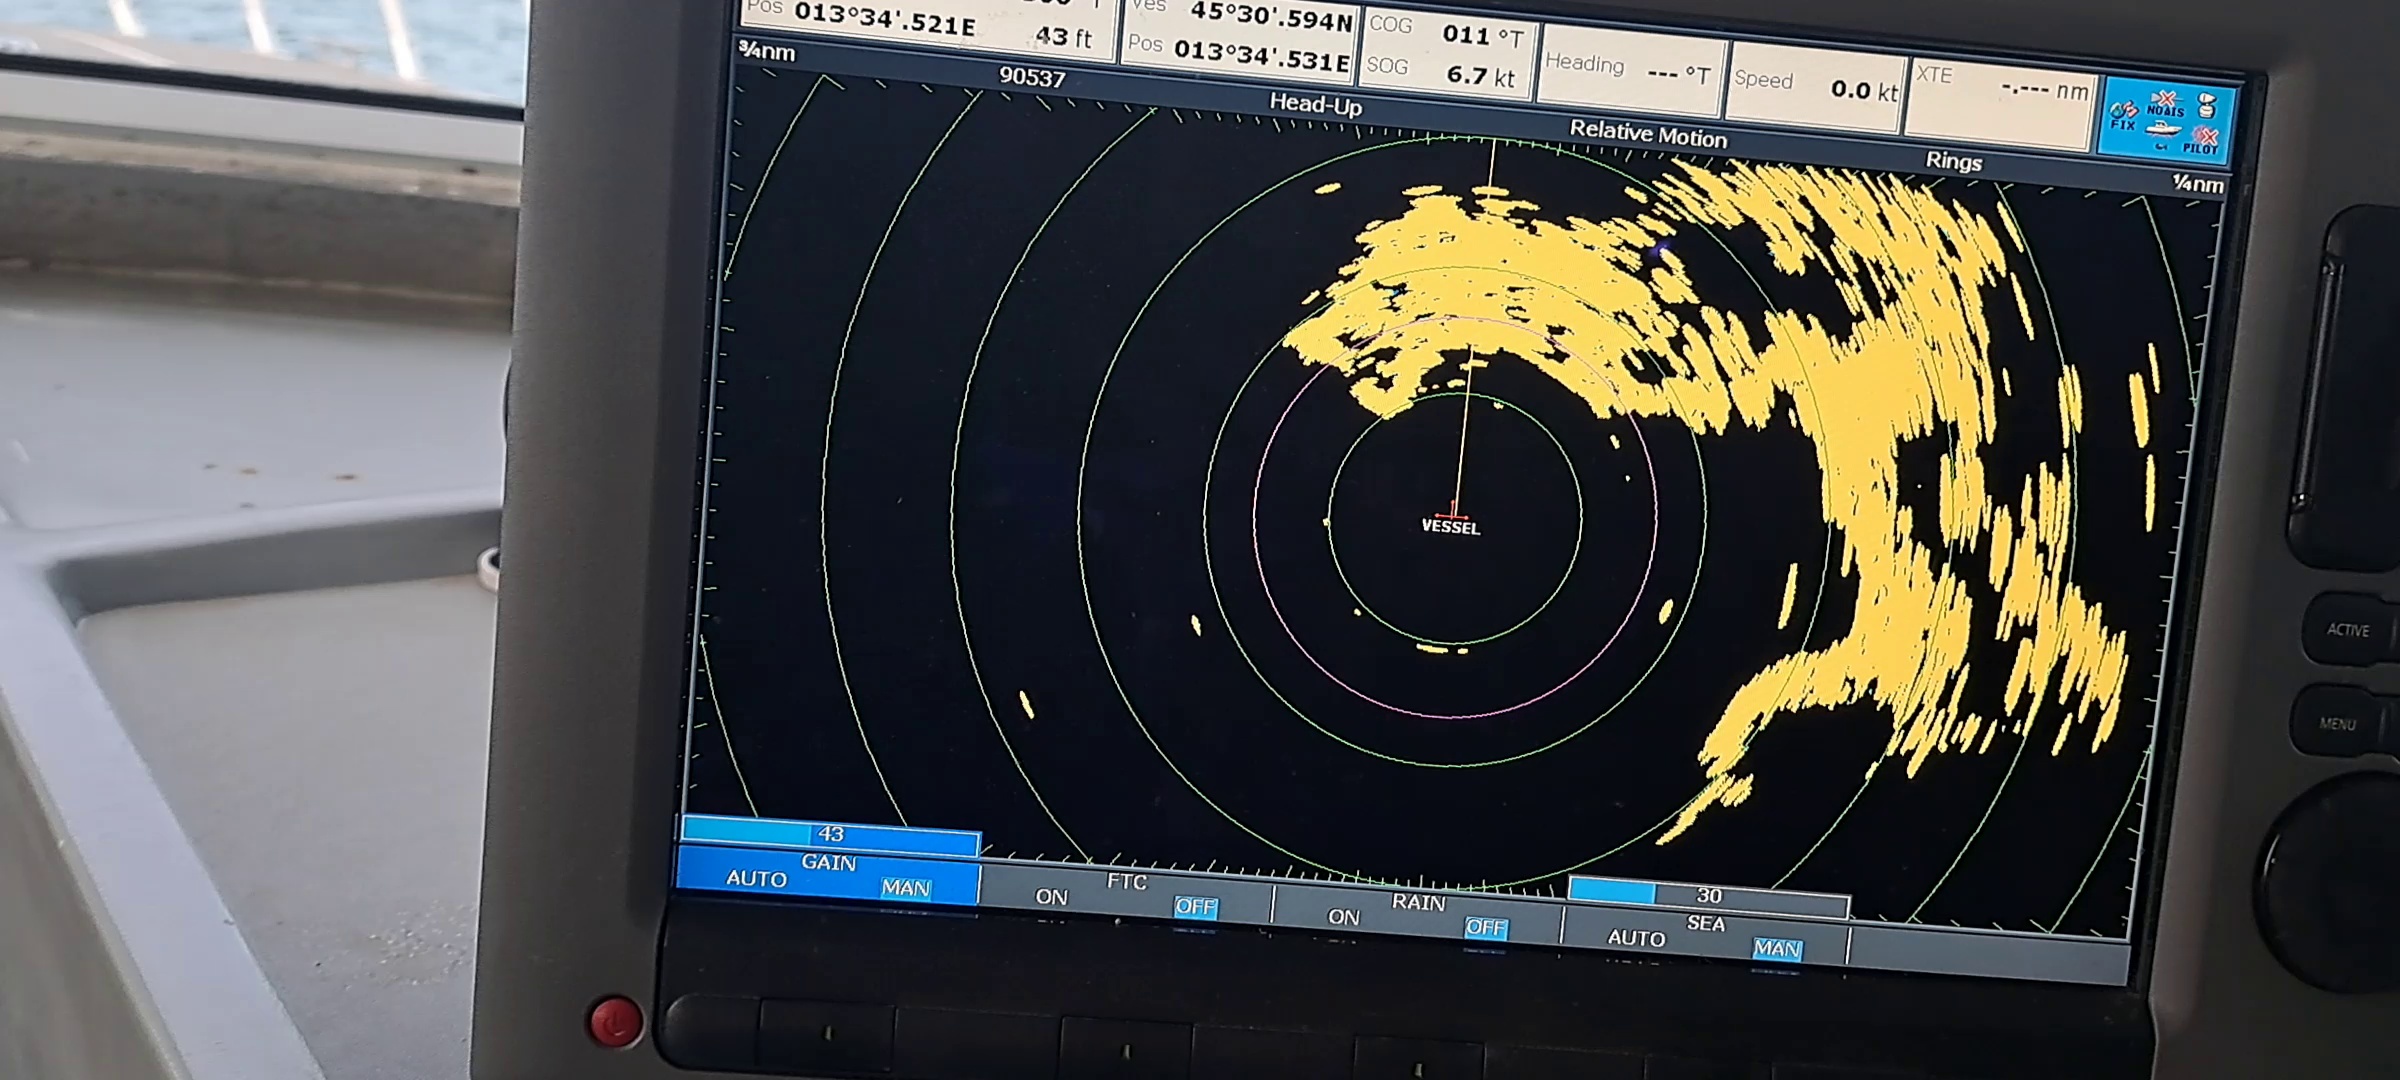 Pos 013°34'.521E
43 ft
Ves 45°30'.594N
Pos 013°34'.531E
COG 011 °T
SOG 6.7 kt
Heading --- °T
Speed 0.0 kt
XTE -.--- nm
NOAIS
FIX
PILOT
¾nm
90537
Head-Up
Relative Motion
Rings
¼nm
VESSEL
43
GAIN
AUTO MAN
FTC
ON OFF
RAIN
ON OFF
30
SEA
AUTO MAN
ACTIVE
MENU